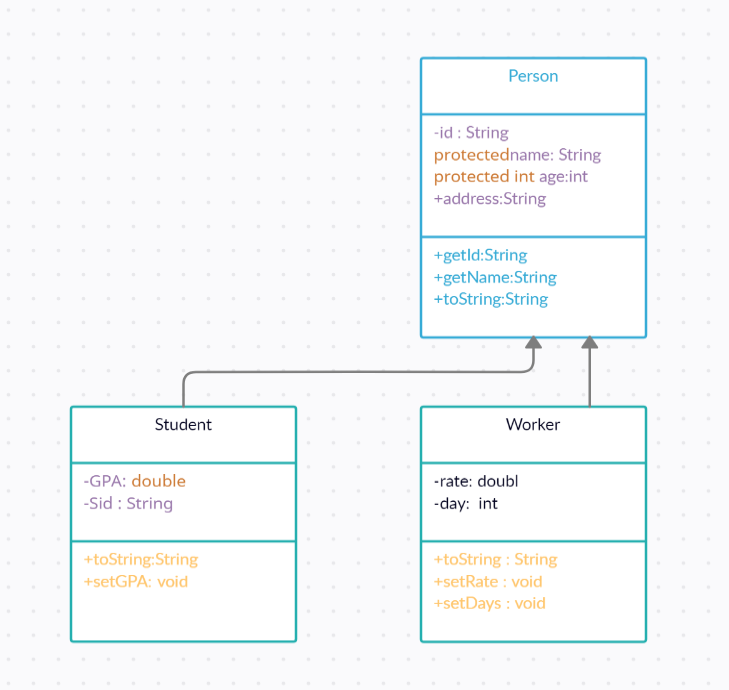 Person
-id : String
protectedname: String
protected int age:int
+address:String
+getId:String
+getName:String
+toString:String
Student
-GPA: double
-Sid : String
+toString:String
+setGPA: void
Worker
-rate: doubl
-day:  int
+toString : String
+setRate : void
+setDays : void